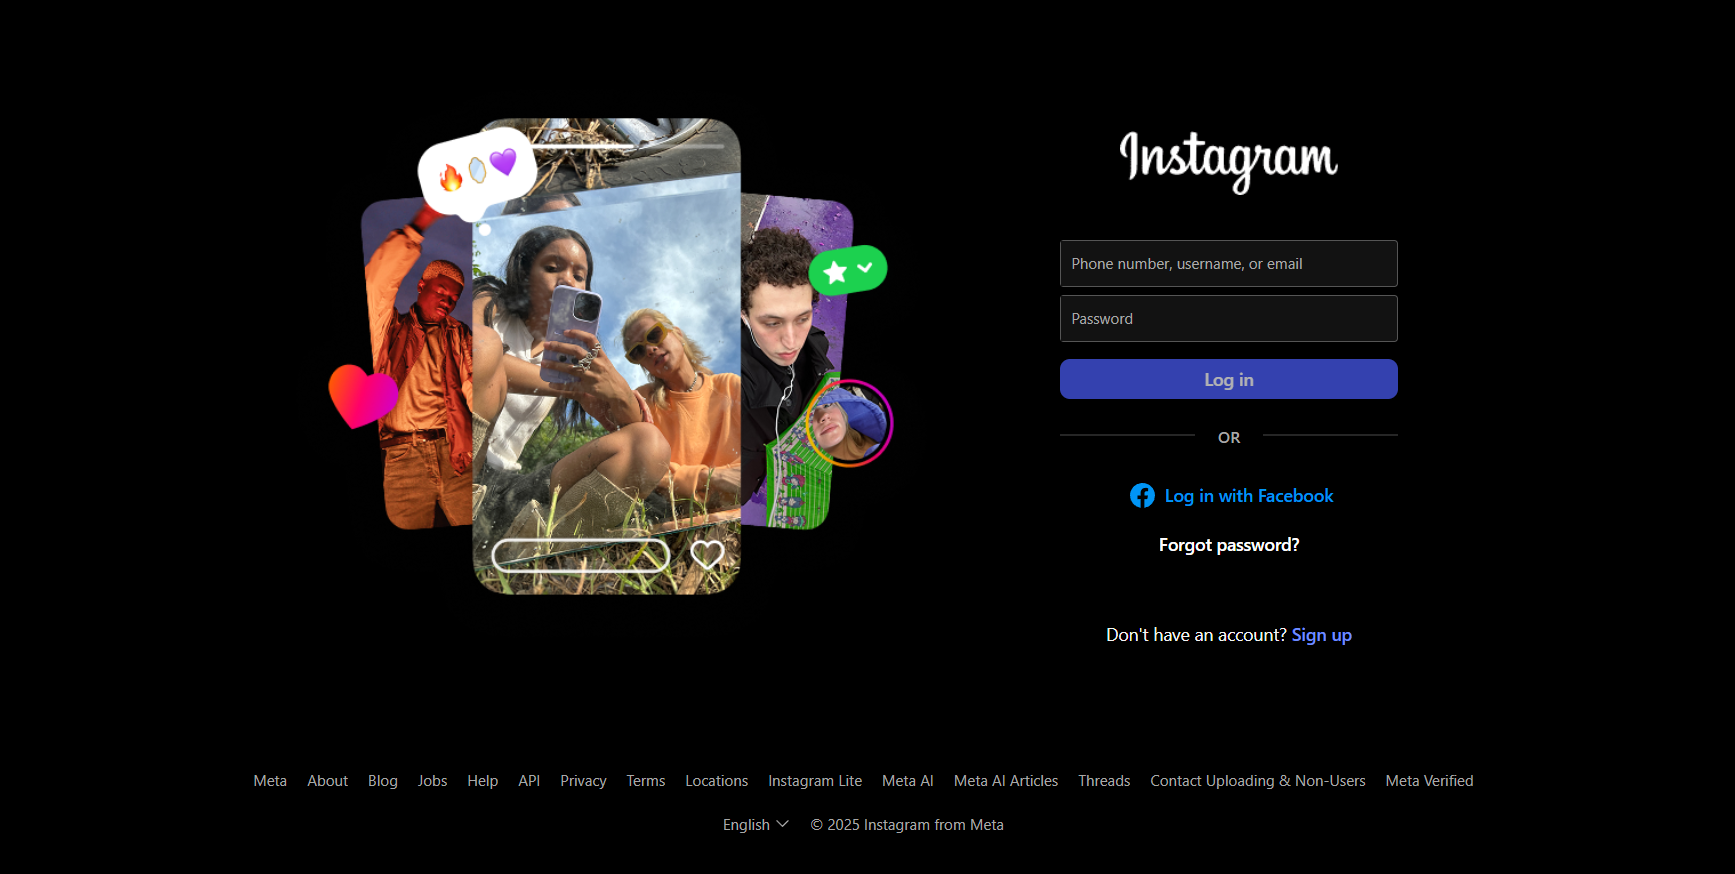 Instagram
Phone number, username, or email
Password
Log in
OR
Log in with Facebook
Forgot password?
Don't have an account? Sign up
Meta About Blog Jobs Help API Privacy Terms Locations Instagram Lite Meta AI Meta AI Articles Threads Contact Uploading & Non-Users Meta Verified
English © 2025 Instagram from Meta